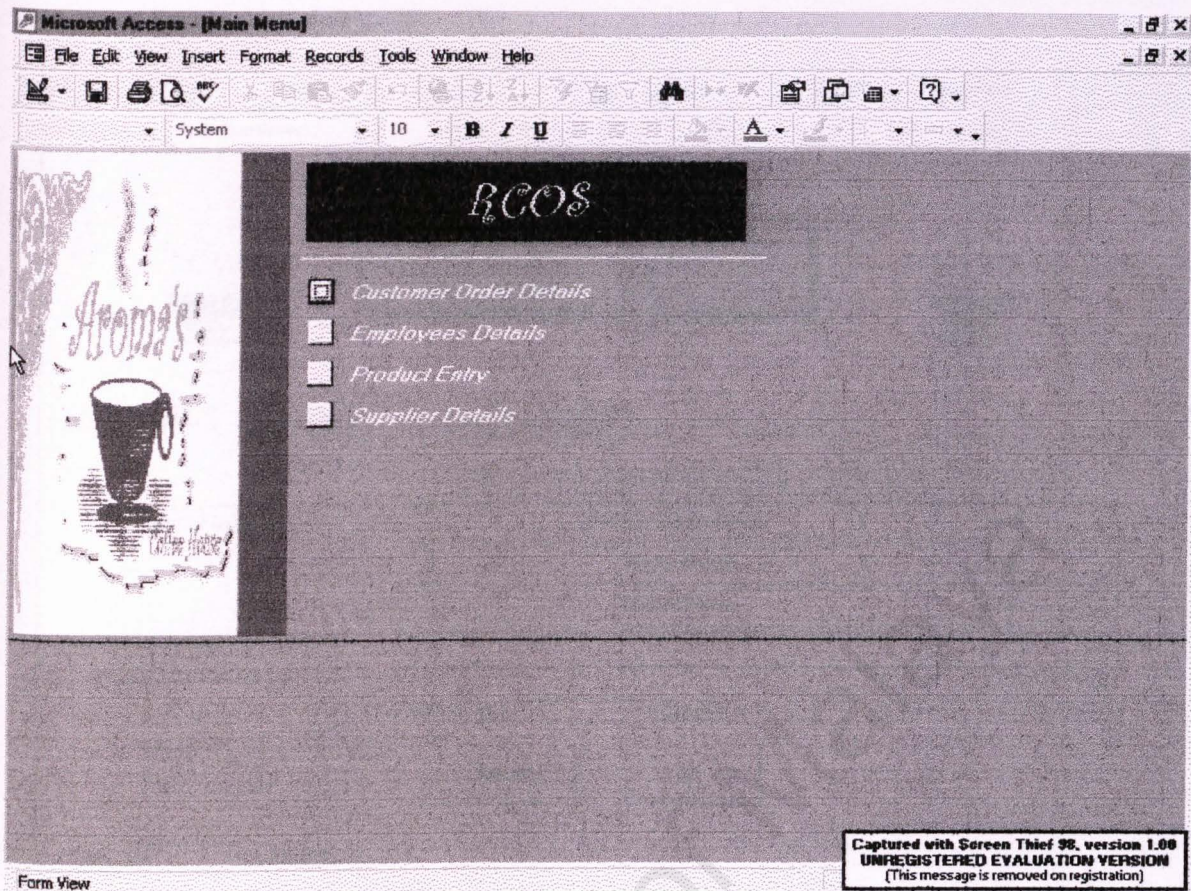 Microsoft Access - [Main Menu]
File Edit View Insert Format Records Tools Window Help
ABC
System 10 B I U A
RCOS
Aroma's
Coffee House
Customer Order Details
Employees Details
Product Entry
Supplier Details
Captured with Screen Thief 98, version 1.00
UNREGISTERED EVALUATION VERSION
(This message is removed on registration)
Form View